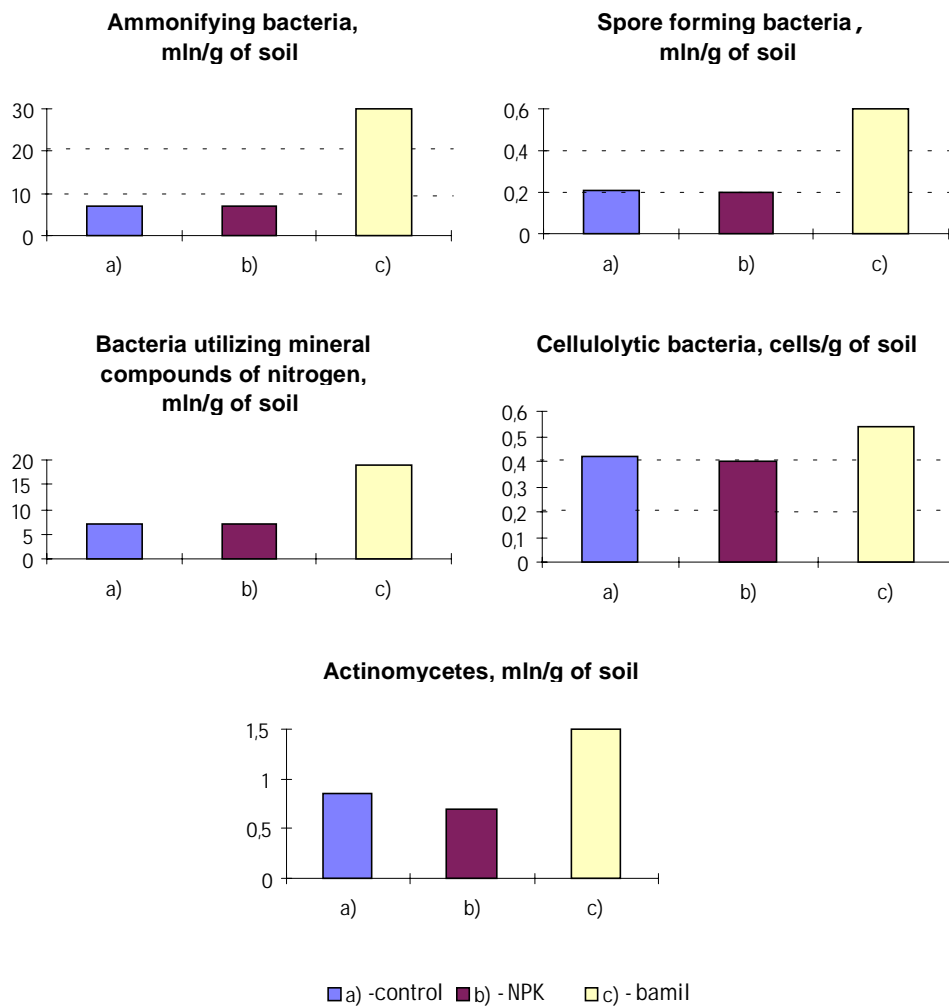 Ammonifying bacteria,
mln/g of soil
30
20
10
0
a) b) c)
Spore forming bacteria,
mln/g of soil
0,6
0,4
0,2
0
a) b) c)
Bacteria utilizing mineral
compounds of nitrogen,
mln/g of soil
20
15
10
5
0
a) b) c)
Cellulolytic bacteria, cells/g of soil
0,6
0,5
0,4
0,3
0,2
0,1
0
a) b) c)
Actinomycetes, mln/g of soil
1,5
1
0,5
0
a) b) c)
a) -control b) - NPK c) - bamil